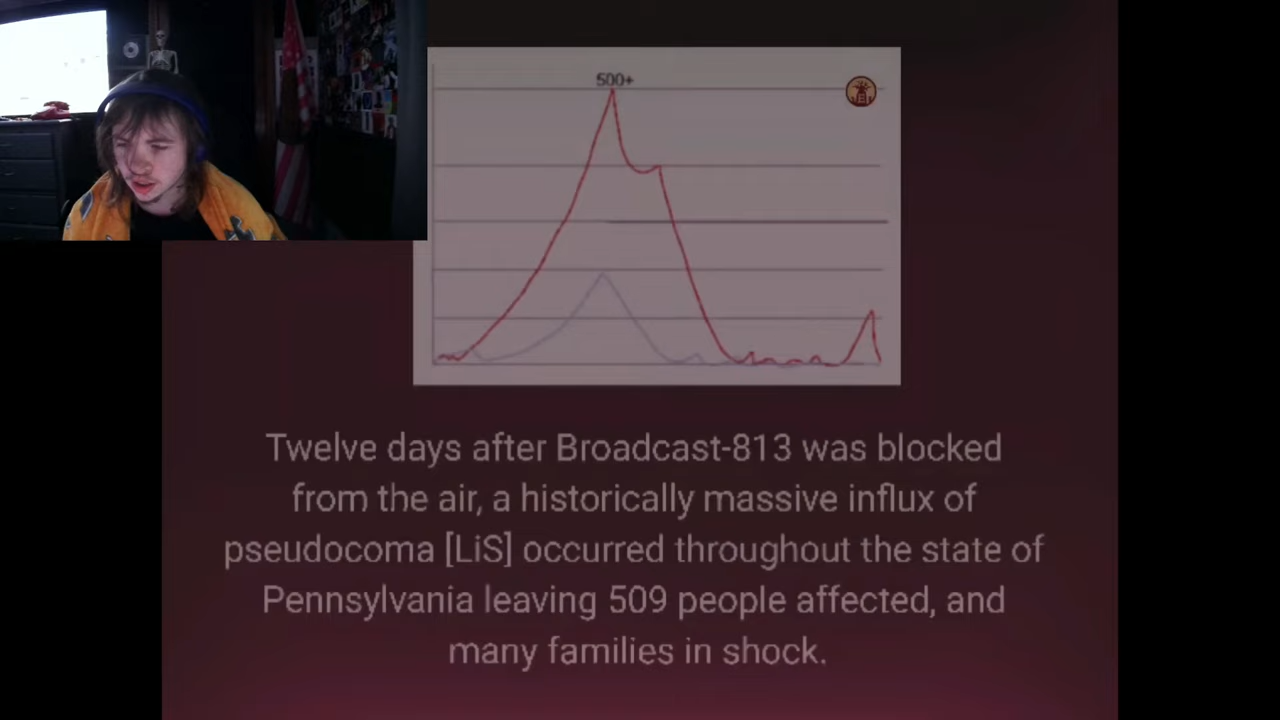 500+
Twelve days after Broadcast-813 was blocked
from the air, a historically massive influx of
pseudocoma [LiS] occurred throughout the state of
Pennsylvania leaving 509 people affected, and
many families in shock.